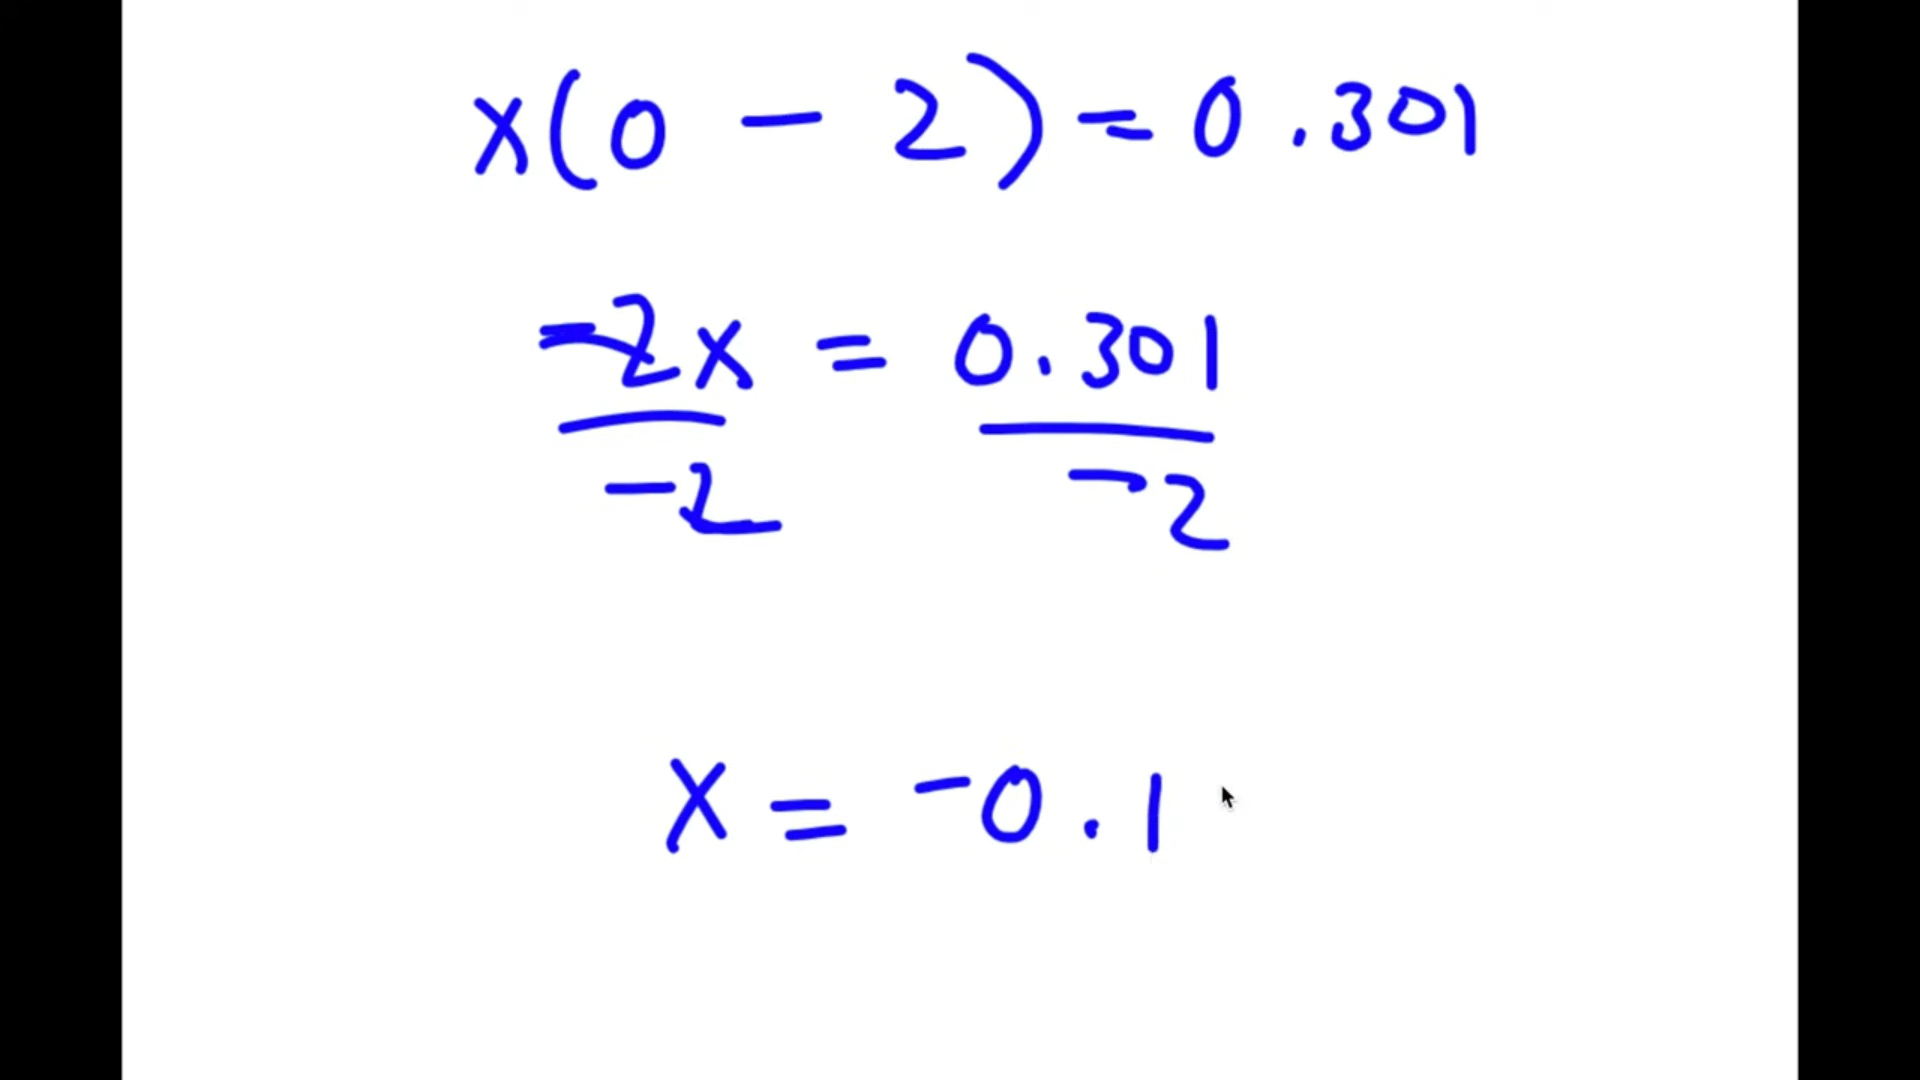 x(0 - 2) = 0.301
-2x = 0.301
-2 -2
x = -0.1